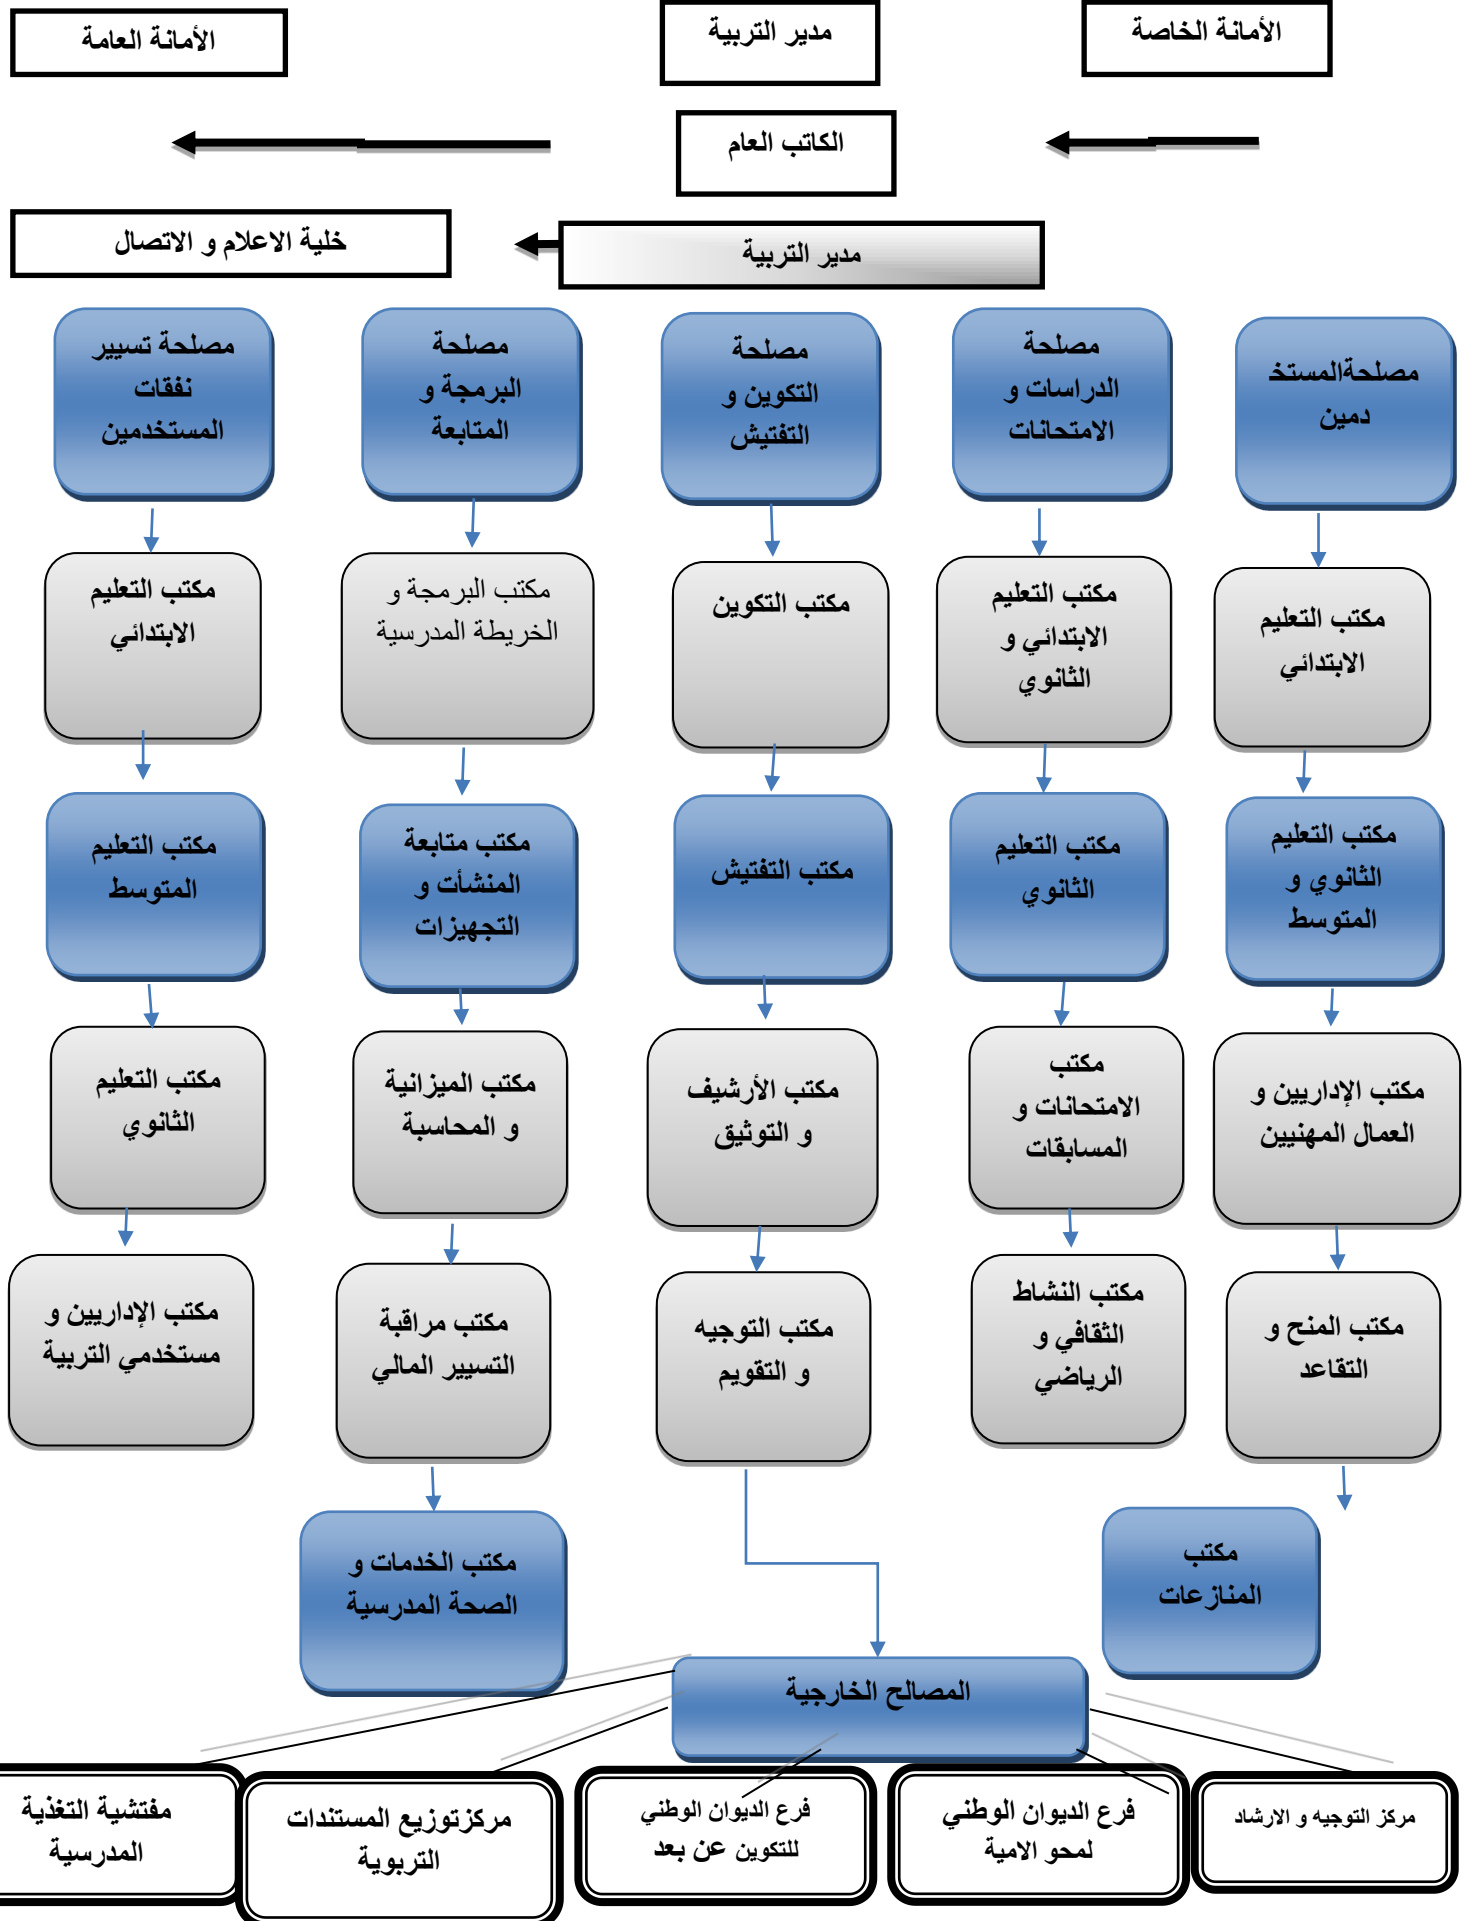 الأمانة الخاصة
مدير التربية
الأمانة العامة
الكاتب العام
مدير التربية
خلية الاعلام و الاتصال
مصلحةالمستخ
دمين
مصلحة
الدراسات و
الامتحانات
مصلحة
التكوين و
التفتيش
مصلحة
البرمجة و
المتابعة
مصلحة تسيير
نفقات
المستخدمين
مكتب التعليم
الابتدائي
مكتب التعليم
الابتدائي و
الثانوي
مكتب التكوين
مكتب البرمجة و
الخريطة المدرسية
مكتب التعليم
الابتدائي
مكتب التعليم
الثانوي و
المتوسط
مكتب التعليم
الثانوي
مكتب التفتيش
مكتب متابعة
المنشأت و
التجهيزات
مكتب التعليم
المتوسط
مكتب الإداريين و
العمال المهنيين
مكتب
الامتحانات و
المسابقات
مكتب الأرشيف
و التوثيق
مكتب الميزانية
و المحاسبة
مكتب التعليم
الثانوي
مكتب المنح و
التقاعد
مكتب النشاط
الثقافي و
الرياضي
مكتب التوجيه
و التقويم
مكتب مراقبة
التسيير المالي
مكتب الإداريين و
مستخدمي التربية
مكتب
المنازعات
مكتب الخدمات و
الصحة المدرسية
المصالح الخارجية
مركز التوجيه و الارشاد
فرع الديوان الوطني
لمحو الامية
فرع الديوان الوطني
للتكوين عن بعد
مركزتوزيع المستندات
التربوية
مفتشية التغذية
المدرسية